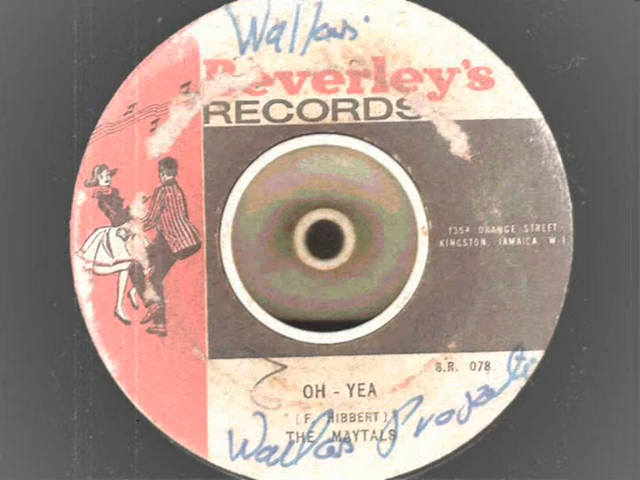 Wallas
Beverley's
RECORDS
135A ORANGE STREET.
KINGSTON, JAMAICA, W.I
B.R. 078
OH - YEA
(F. HIBBERT)
THE MAYTALS
Wallas